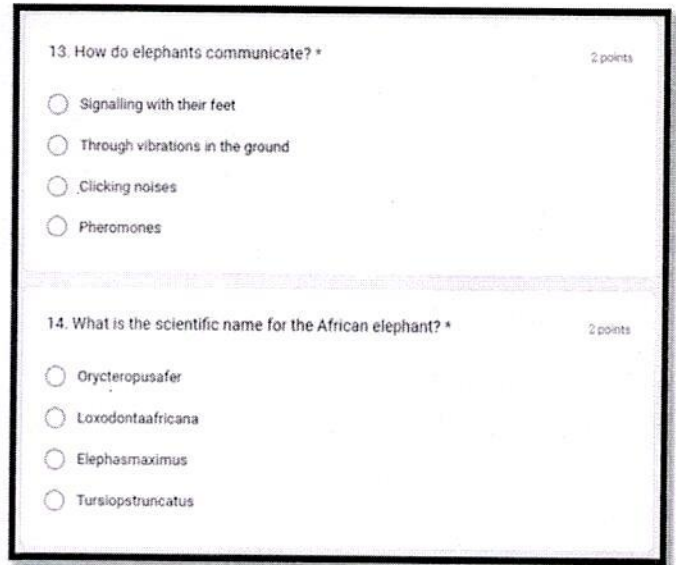 13. How do elephants communicate? *
2 points
Signalling with their feet
Through vibrations in the ground
Clicking noises
Pheromones
14. What is the scientific name for the African elephant? *
2 points
Orycteropusafer
Loxodontaafricana
Elephasmaximus
Tursiopstruncatus